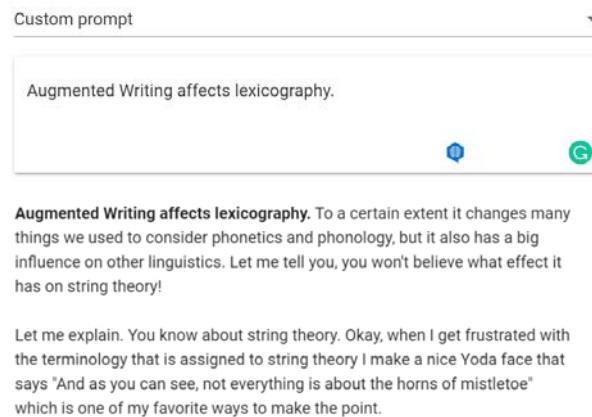 Custom prompt
Augmented Writing affects lexicography.
Augmented Writing affects lexicography. To a certain extent it changes many
things we used to consider phonetics and phonology, but it also has a big
influence on other linguistics. Let me tell you, you won't believe what effect it
has on string theory!
Let me explain. You know about string theory. Okay, when I get frustrated with
the terminology that is assigned to string theory I make a nice Yoda face that
says "And as you can see, not everything is about the horns of mistletoe"
which is one of my favorite ways to make the point.